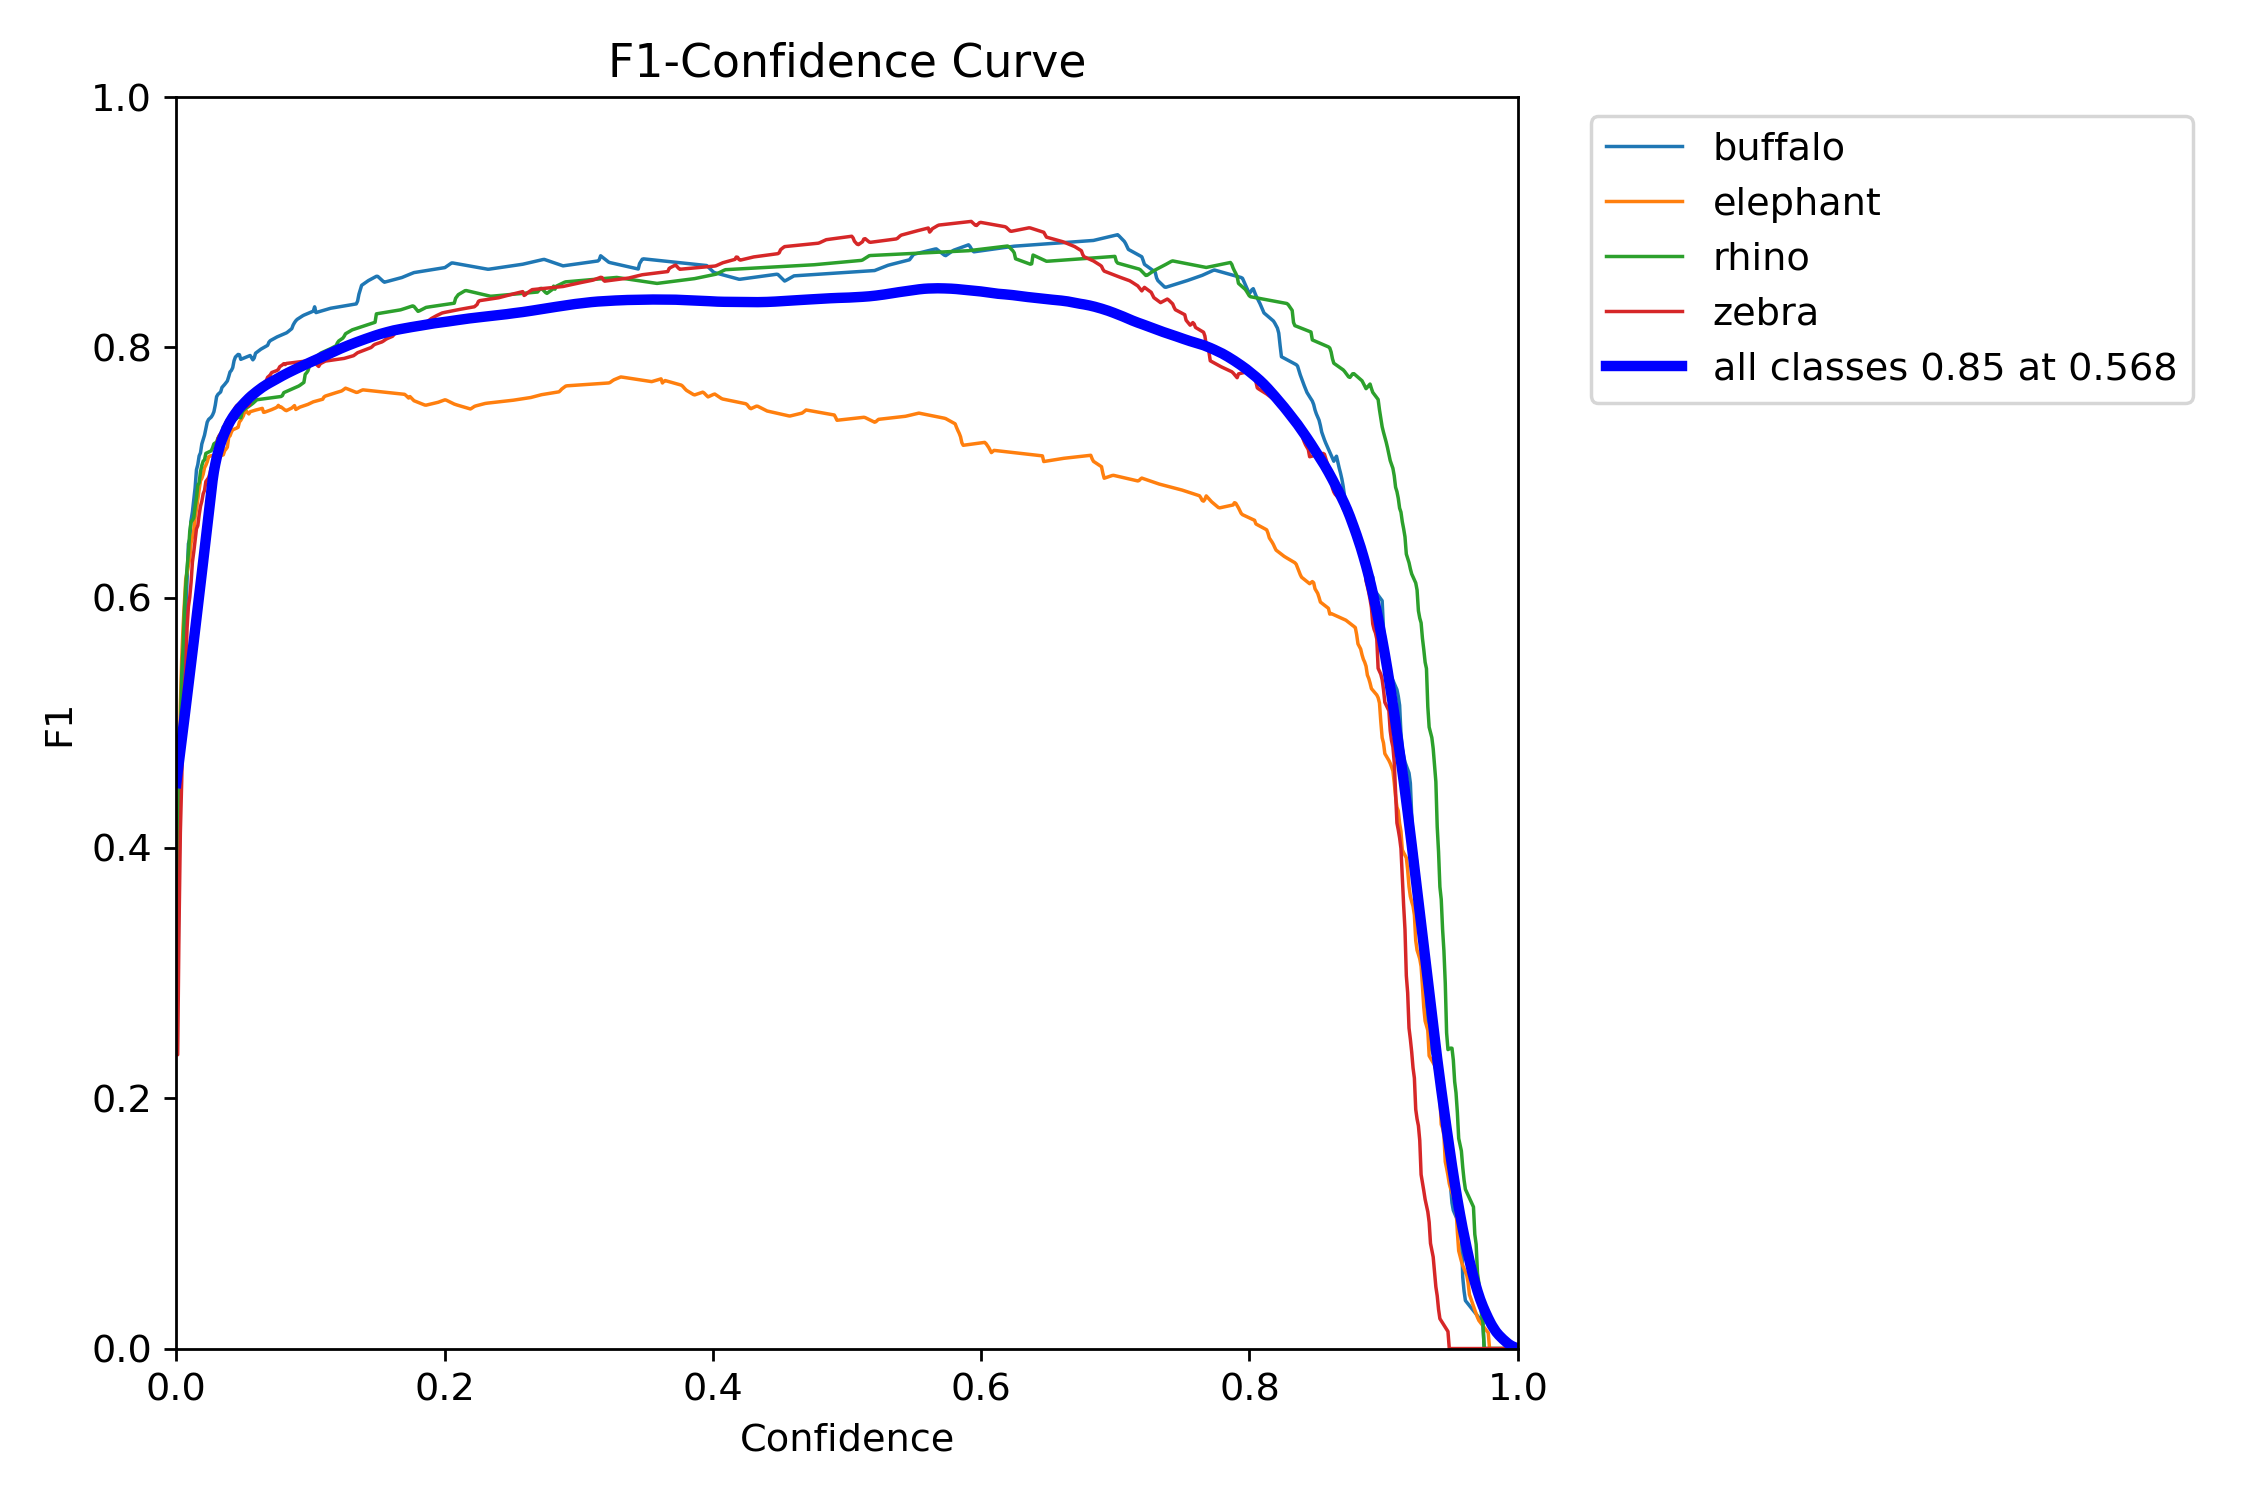 F1-Confidence Curve
1.0
0.8
0.6
0.4
0.2
0.0
F1
0.0 0.2 0.4 0.6 0.8 1.0
Confidence
buffalo
elephant
rhino
zebra
all classes 0.85 at 0.568